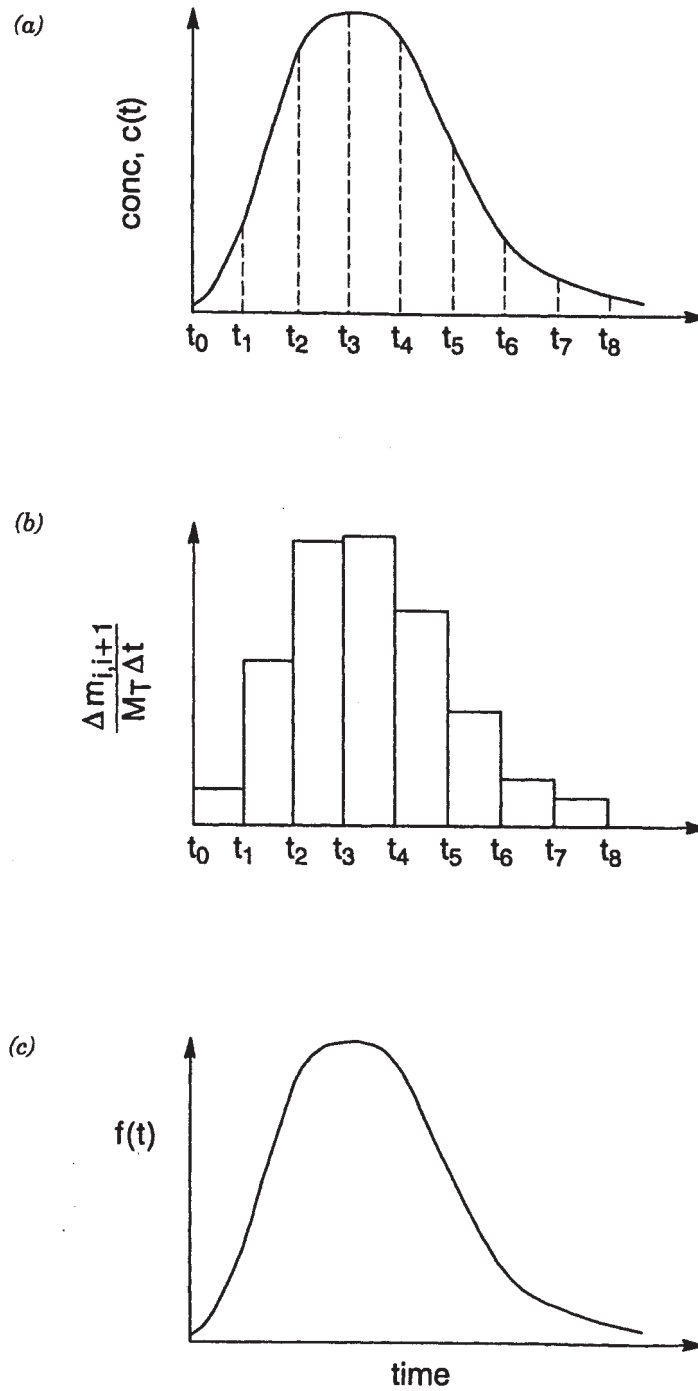 (a)
conc, c(t)
t₀ t₁ t₂ t₃ t₄ t₅ t₆ t₇ t₈
(b)
Δmᵢ,ᵢ₊₁
M_T Δt
t₀ t₁ t₂ t₃ t₄ t₅ t₆ t₇ t₈
(c)
f(t)
time